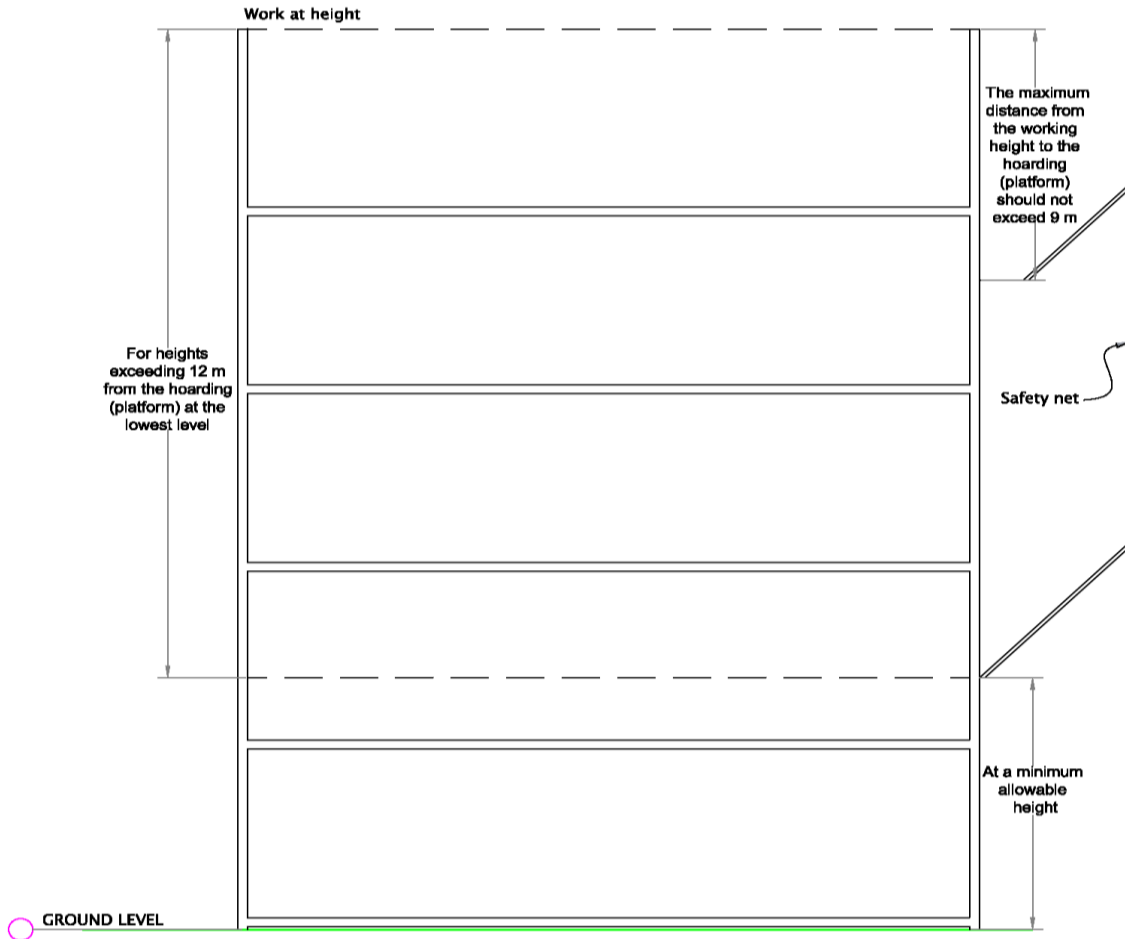 Work at height
The maximum
distance from
the working
height to the
hoarding
(platform)
should not
exceed 9 m
For heights
exceeding 12 m
from the hoarding
(platform) at the
lowest level
Safety net
At a minimum
allowable
height
GROUND LEVEL